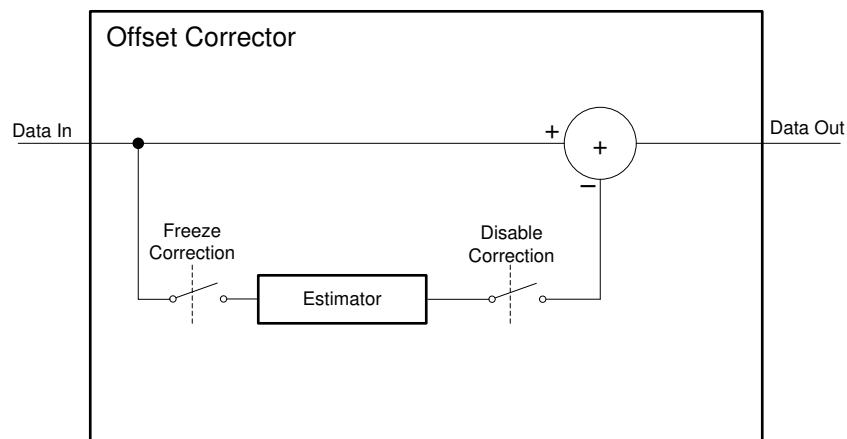 Offset Corrector
Data In
+
+
Data Out
−
Freeze
Correction
Disable
Correction
Estimator